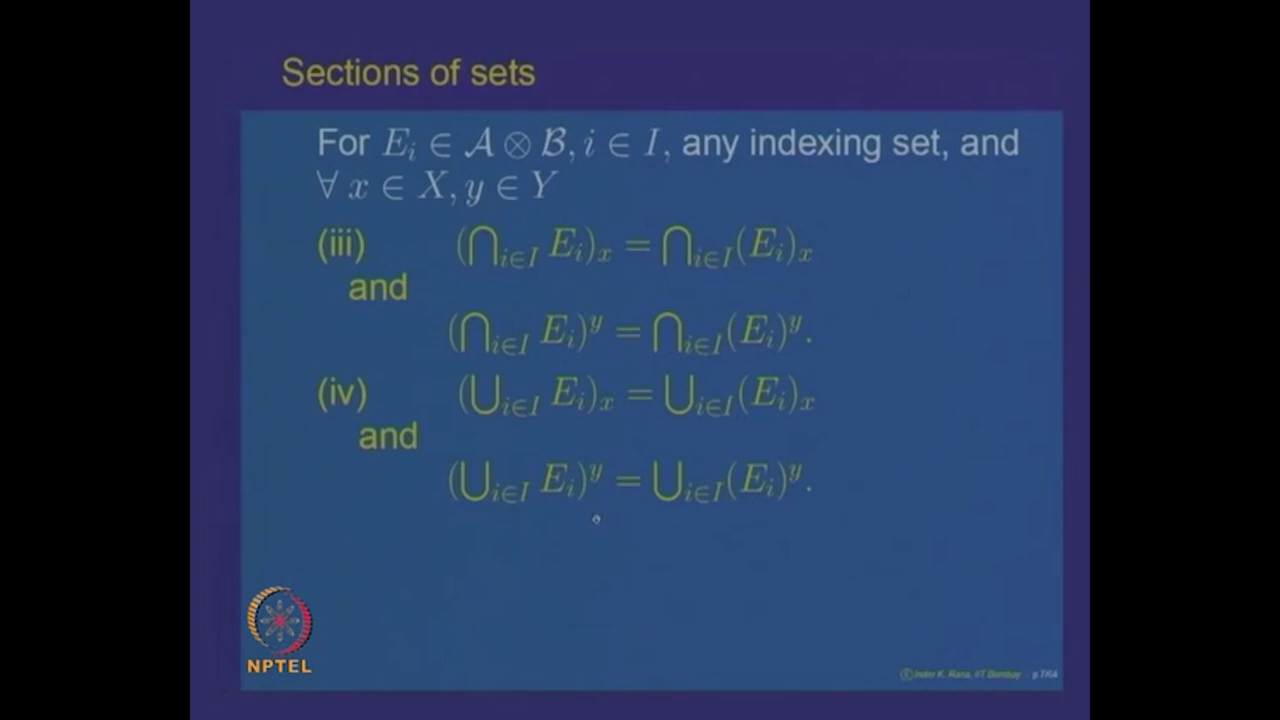 Sections of sets
For $E_i \in \mathcal{A} \otimes \mathcal{B}, i \in I$, any indexing set, and
$\forall\ x \in X, y \in Y$
(iii) $(\bigcap_{i \in I} E_i)_x = \bigcap_{i \in I} (E_i)_x$
and
$(\bigcap_{i \in I} E_i)^y = \bigcap_{i \in I} (E_i)^y.$
(iv) $(\bigcup_{i \in I} E_i)_x = \bigcup_{i \in I} (E_i)_x$
and
$(\bigcup_{i \in I} E_i)^y = \bigcup_{i \in I} (E_i)^y.$
NPTEL
© Inder K. Rana, IIT Bombay - p 7/64